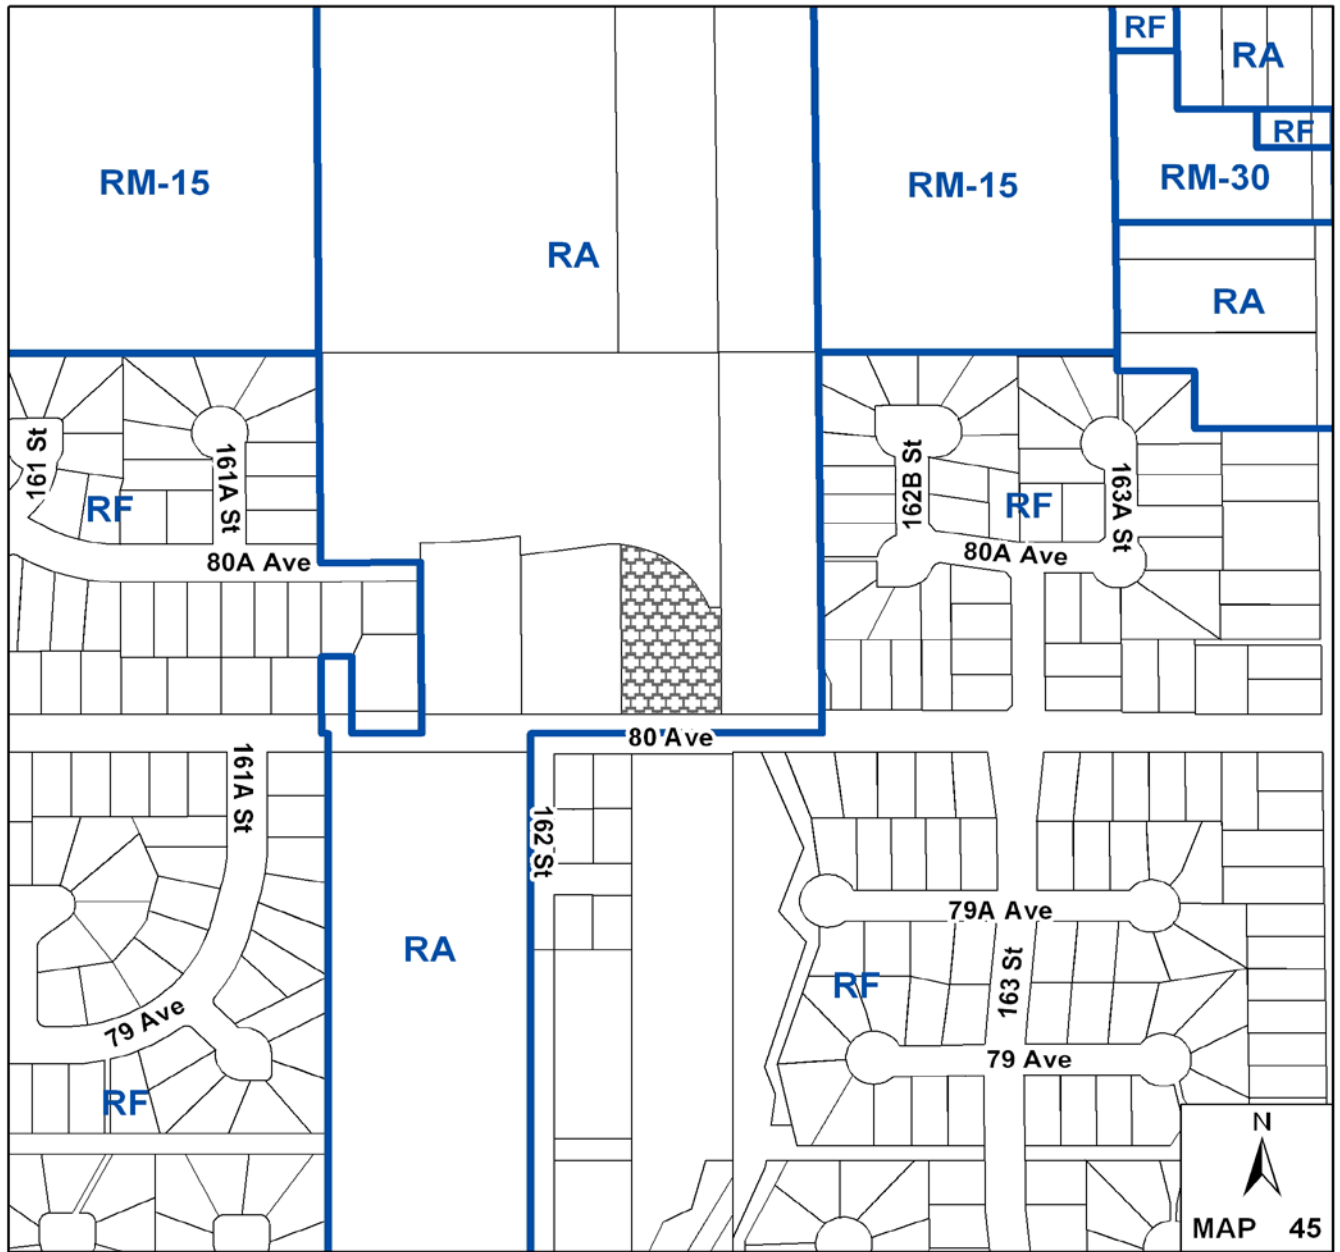 RF
RA
RF
RM-15
RM-15
RM-30
RA
RA
161 St
161A St
RF
80A Ave
162B St
RF
163A St
80A Ave
80 Ave
161A St
162 St
79A Ave
RA
163 St
RF
79 Ave
79 Ave
RF
N
MAP 45